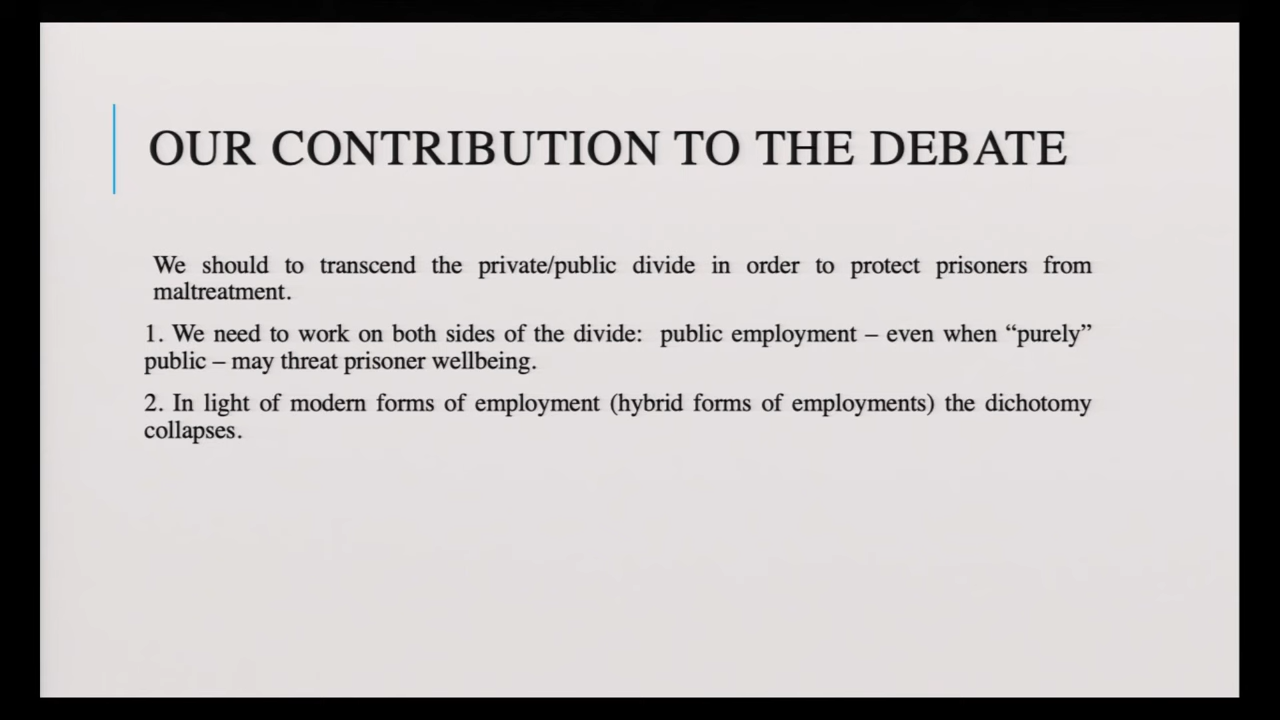 OUR CONTRIBUTION TO THE DEBATE
We should to transcend the private/public divide in order to protect prisoners from
maltreatment.
1. We need to work on both sides of the divide: public employment – even when “purely”
public – may threat prisoner wellbeing.
2. In light of modern forms of employment (hybrid forms of employments) the dichotomy
collapses.